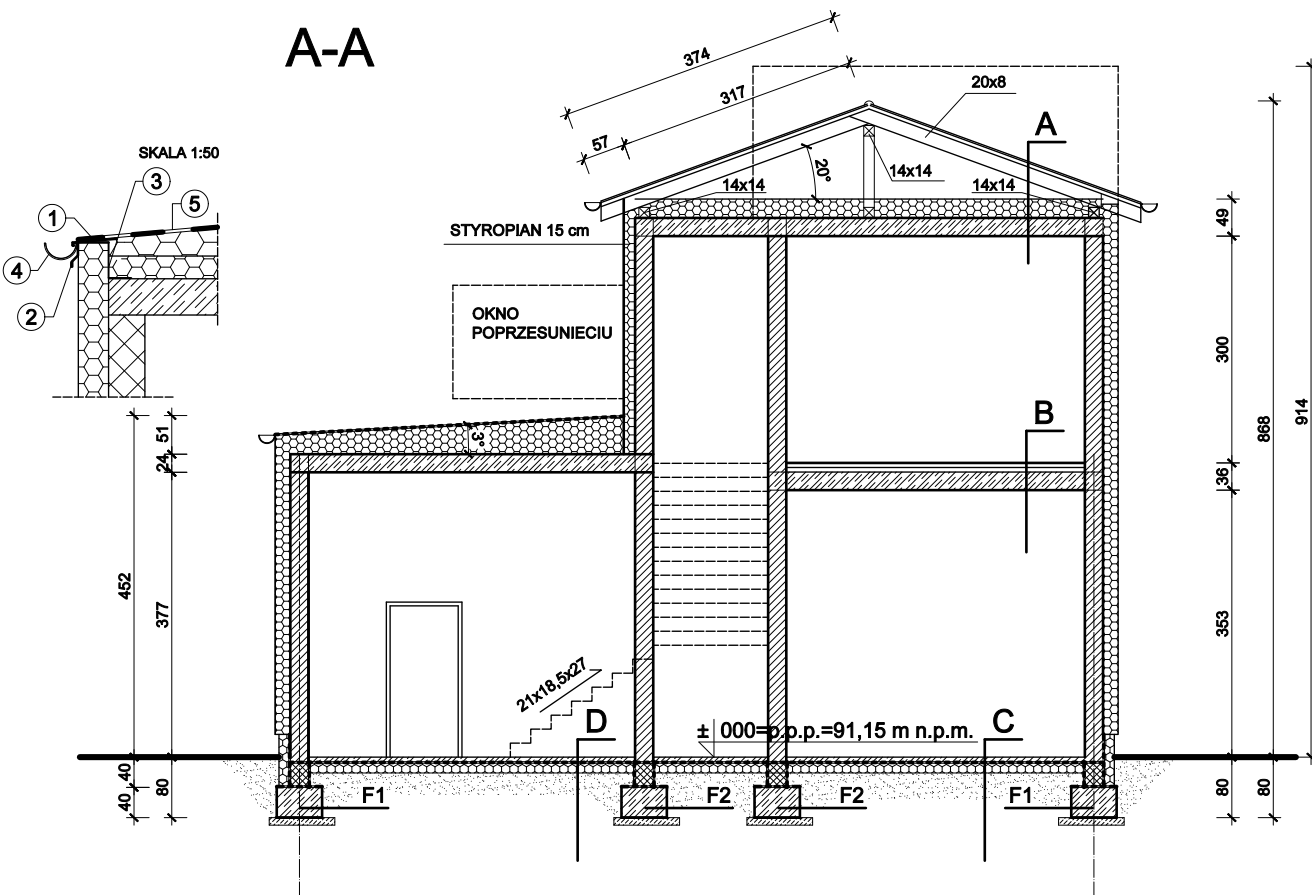 A-A
374
317
57
20x8
A
20°
14x14
14x14
14x14
SKALA 1:50
3
1
5
4
2
STYROPIAN 15 cm
OKNO
POPRZESUNIECIU
49
300
868
914
B
51
24
3°
36
452
377
353
21x18,5x27
D
± 000=p.p.p.=91,15 m n.p.m.
C
40
40
80
F1
F2
F2
F1
80
80